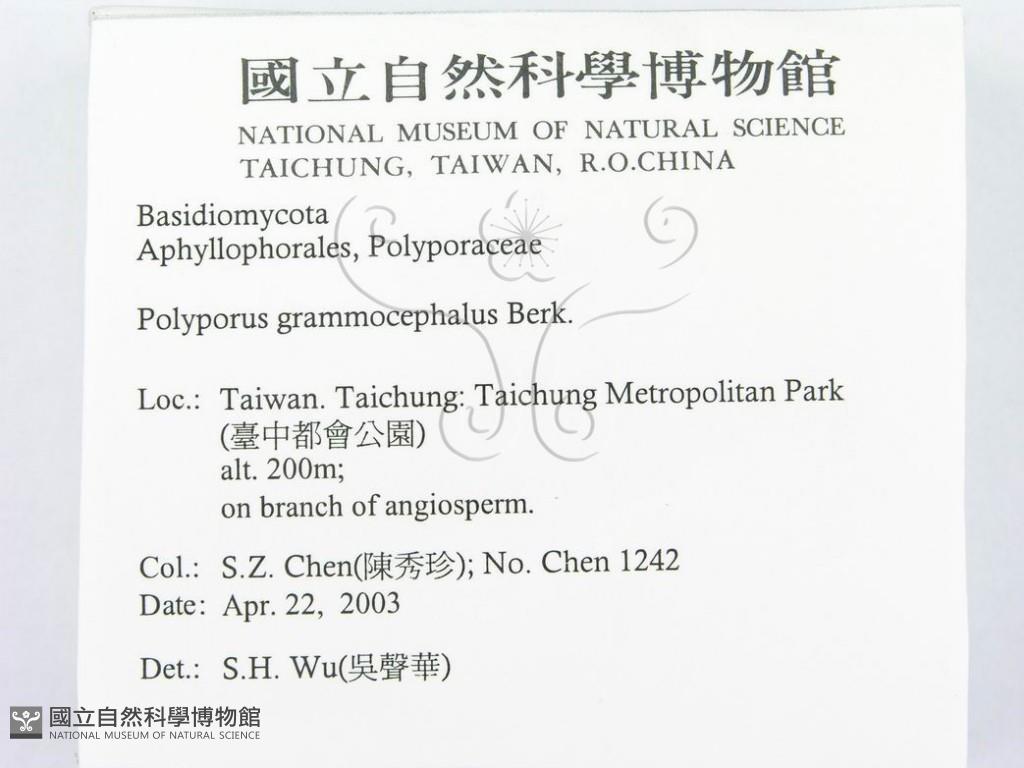 國立自然科學博物館
NATIONAL MUSEUM OF NATURAL SCIENCE
TAICHUNG, TAIWAN, R.O.CHINA
Basidiomycota
Aphyllophorales, Polyporaceae
Polyporus grammocephalus Berk.
Loc.: Taiwan. Taichung: Taichung Metropolitan Park
(臺中都會公園)
alt. 200m;
on branch of angiosperm.
Col.: S.Z. Chen(陳秀珍); No. Chen 1242
Date: Apr. 22, 2003
Det.: S.H. Wu(吳聲華)
國立自然科學博物館
NATIONAL MUSEUM OF NATURAL SCIENCE